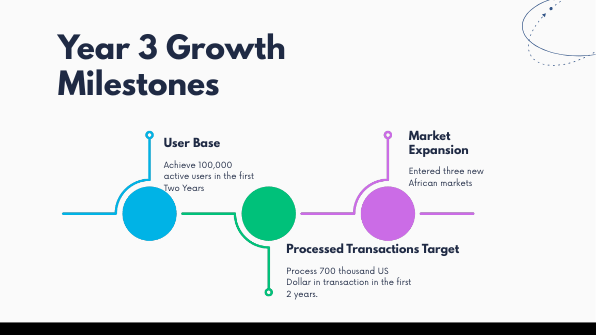 Year 3 Growth
Milestones
User Base
Achieve 100,000
active users in the first
Two Years
Market
Expansion
Entered three new
African markets
Processed Transactions Target
Process 700 thousand US
Dollar in transaction in the first
2 years.